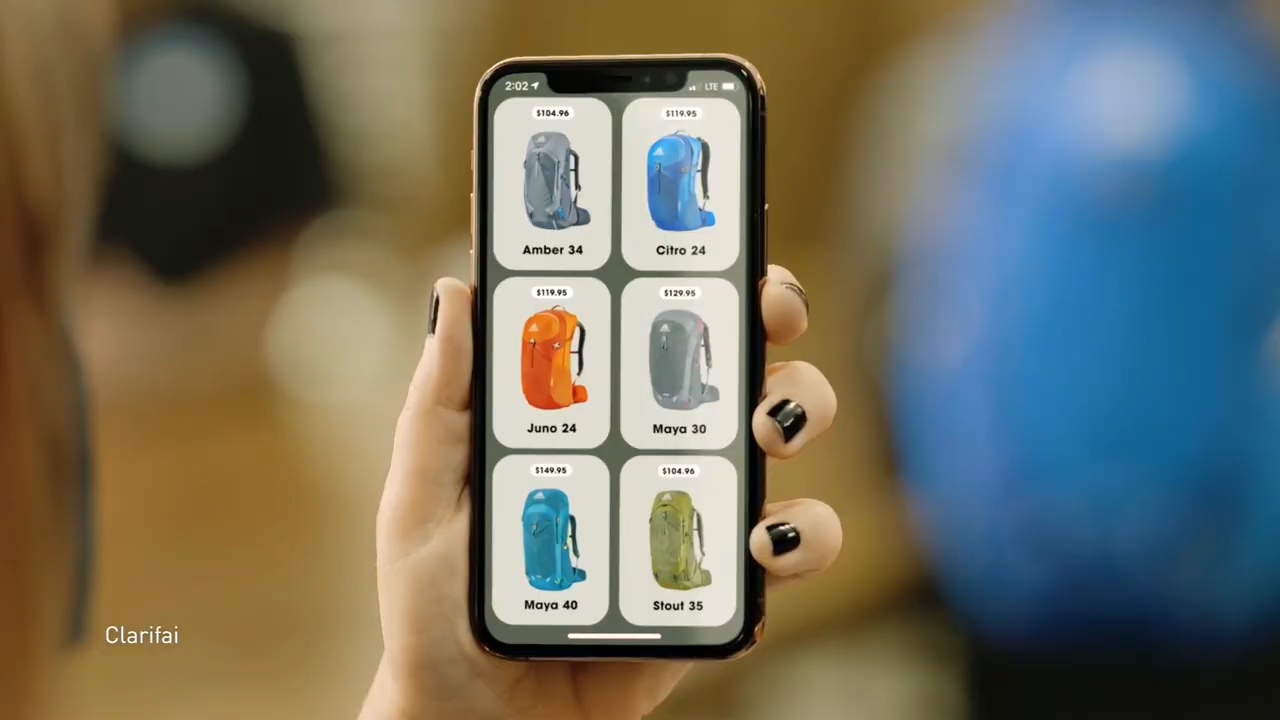 2:02 LTE
$104.96 $119.95
Amber 34 Citro 24
$119.95 $129.95
Juno 24 Maya 30
$149.95 $104.96
Maya 40 Stout 35
Clarifai